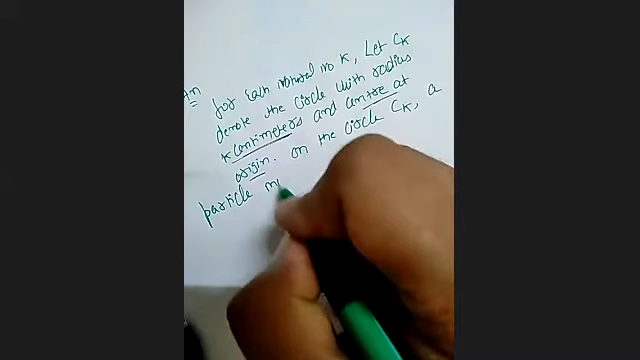 for Each natural no K, Let CK
denote the circle with radius
K centimeters and centre at
origin. on the circle CK, a
particle m